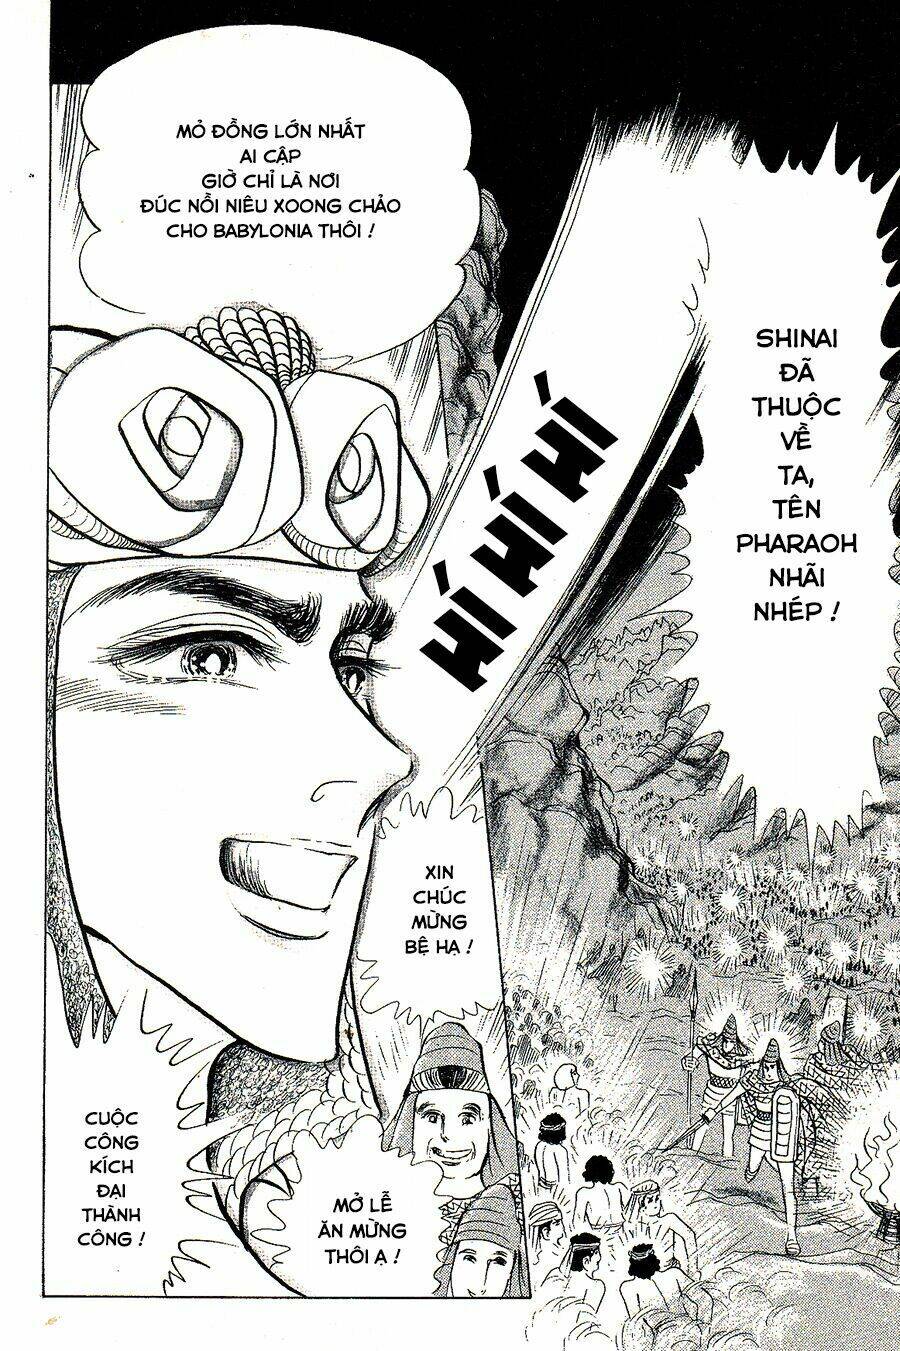 MỎ ĐỒNG LỚN NHẤT
AI CẬP
GIỜ CHỈ LÀ NƠI
ĐÚC NỒI NIÊU XOONG CHẢO
CHO BABYLONIA THÔI !
SHINAI
ĐÃ
THUỘC
VỀ
TA,
TÊN
PHARAOH
NHÃI
NHÉP !
HÍ HÍ HÍ
XIN
CHÚC
MỪNG
BỆ HẠ !
CUỘC
CÔNG
KÍCH
ĐẠI
THÀNH
CÔNG !
MỞ LỄ
ĂN MỪNG
THÔI Ạ !